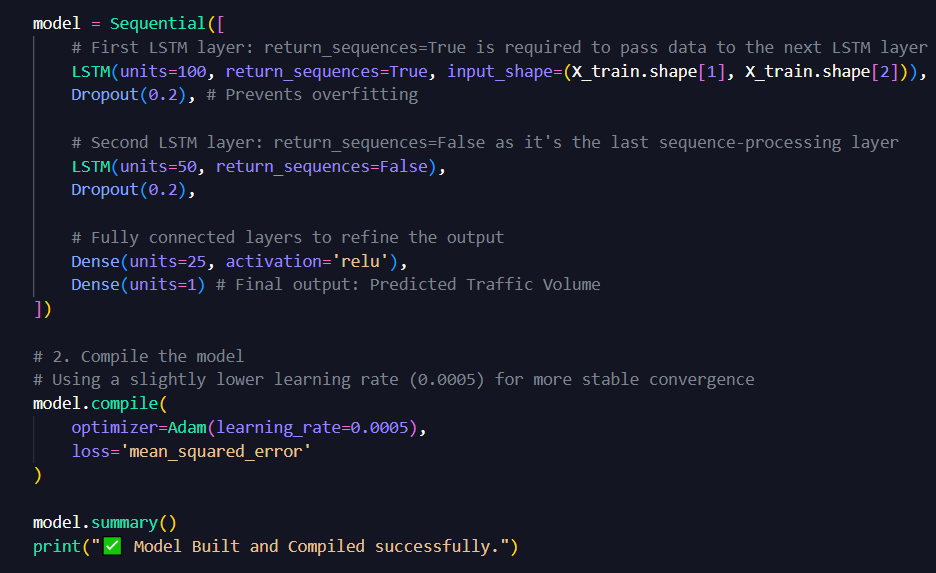 model = Sequential([
    # First LSTM layer: return_sequences=True is required to pass data to the next LSTM layer
    LSTM(units=100, return_sequences=True, input_shape=(X_train.shape[1], X_train.shape[2])),
    Dropout(0.2), # Prevents overfitting

    # Second LSTM layer: return_sequences=False as it's the last sequence-processing layer
    LSTM(units=50, return_sequences=False),
    Dropout(0.2),

    # Fully connected layers to refine the output
    Dense(units=25, activation='relu'),
    Dense(units=1) # Final output: Predicted Traffic Volume
])

# 2. Compile the model
# Using a slightly lower learning rate (0.0005) for more stable convergence
model.compile(
    optimizer=Adam(learning_rate=0.0005),
    loss='mean_squared_error'
)

model.summary()
print("✅ Model Built and Compiled successfully.")